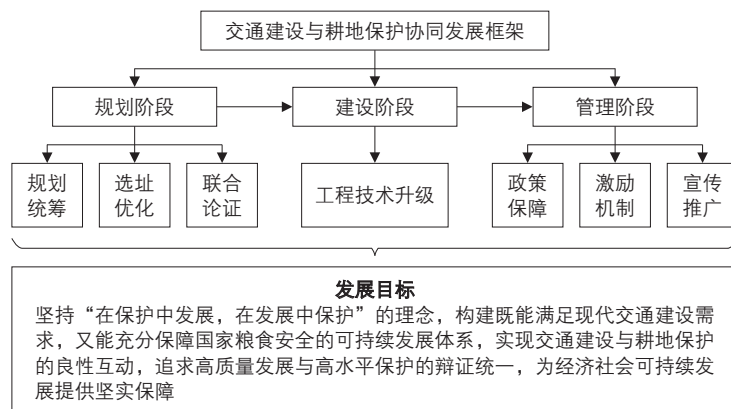 交通建设与耕地保护协同发展框架
规划阶段
建设阶段
管理阶段
规划
统筹
选址
优化
联合
论证
工程技术升级
政策
保障
激励
机制
宣传
推广
发展目标
坚持“在保护中发展，在发展中保护”的理念，构建既能满足现代交通建设需
求，又能充分保障国家粮食安全的可持续发展体系，实现交通建设与耕地保护
的良性互动，追求高质量发展与高水平保护的辩证统一，为经济社会可持续发
展提供坚实保障